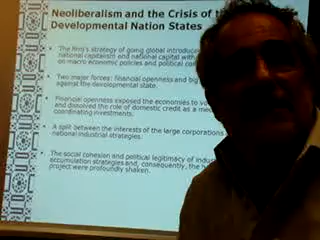 Neoliberalism and the Crisis of
Developmental Nation States
The firm's strategy of going global introduced
national capitalism and national capital with
on macro economic policies and political
Two major forces: financial openness and big
against the developmental state.
Financial openness exposed the economies to
and dissolved the role of domestic credit as a
coordinating investments.
A split between the interests of the large corporations
national industrial strategies.
The social cohesion and political legitimacy of
accumulation strategies and, consequently, the
project were profoundly shaken.